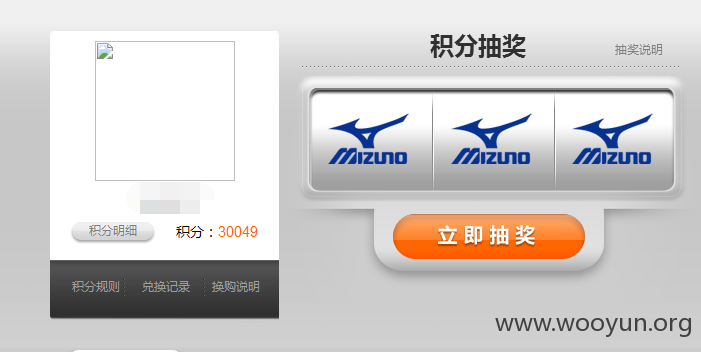 积分抽奖
抽奖说明
MIZUNO MIZUNO MIZUNO
积分明细 积分：30049
立即抽奖
积分规则 兑换记录 换购说明
www.wooyun.org